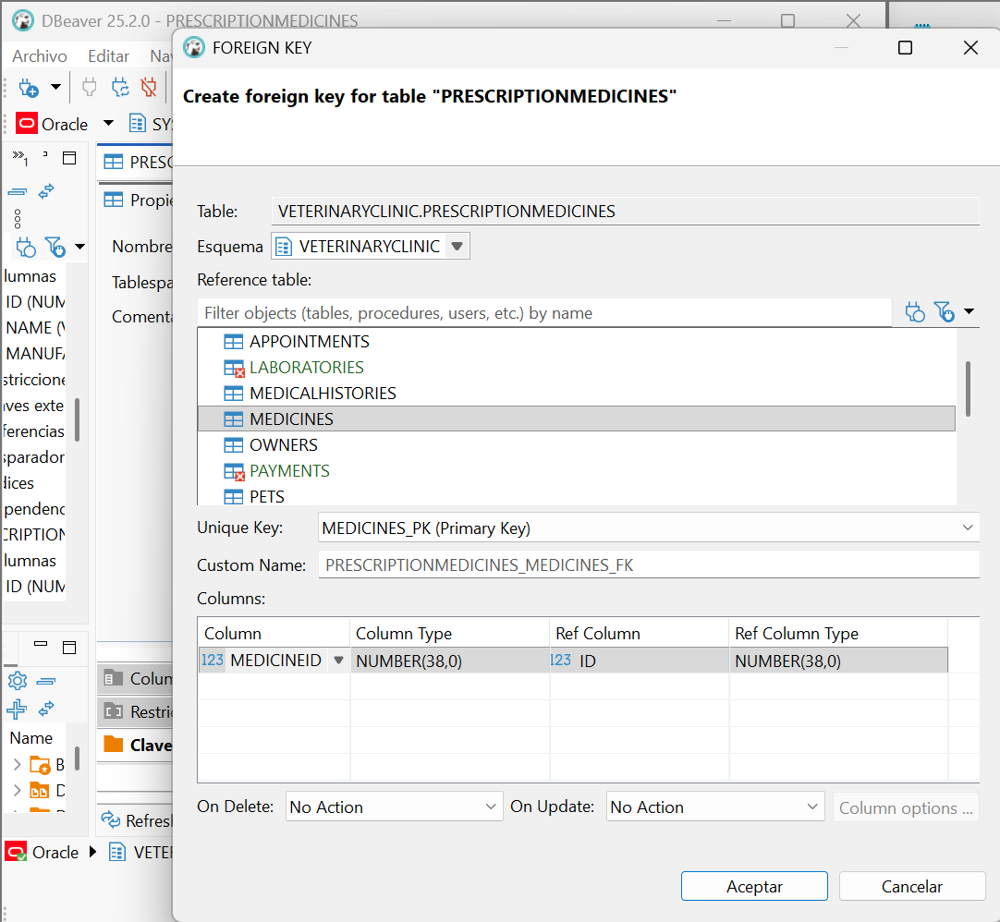 DBeaver 25.2.0 - PRESCRIPTIONMEDICINES
Archivo Editar Nav
Oracle SYS
1
PRESC
Propie
Nombre
Tablespa
Comenta
lumnas
ID (NUM
NAME (V
MANUFA
striccione
aves exte
ferencias
sparador
dices
pendenc
CRIPTION
lumnas
ID (NUM
Name
B
D
Colum
Restric
Clave
Refresh
Oracle VETER
FOREIGN KEY
Create foreign key for table "PRESCRIPTIONMEDICINES"
Table: VETERINARYCLINIC.PRESCRIPTIONMEDICINES
Esquema VETERINARYCLINIC
Reference table:
Filter objects (tables, procedures, users, etc.) by name
APPOINTMENTS
LABORATORIES
MEDICALHISTORIES
MEDICINES
OWNERS
PAYMENTS
PETS
Unique Key: MEDICINES_PK (Primary Key)
Custom Name: PRESCRIPTIONMEDICINES_MEDICINES_FK
Columns:
Column Column Type Ref Column Ref Column Type
123 MEDICINEID NUMBER(38,0) 123 ID NUMBER(38,0)
On Delete: No Action On Update: No Action Column options ...
Aceptar Cancelar